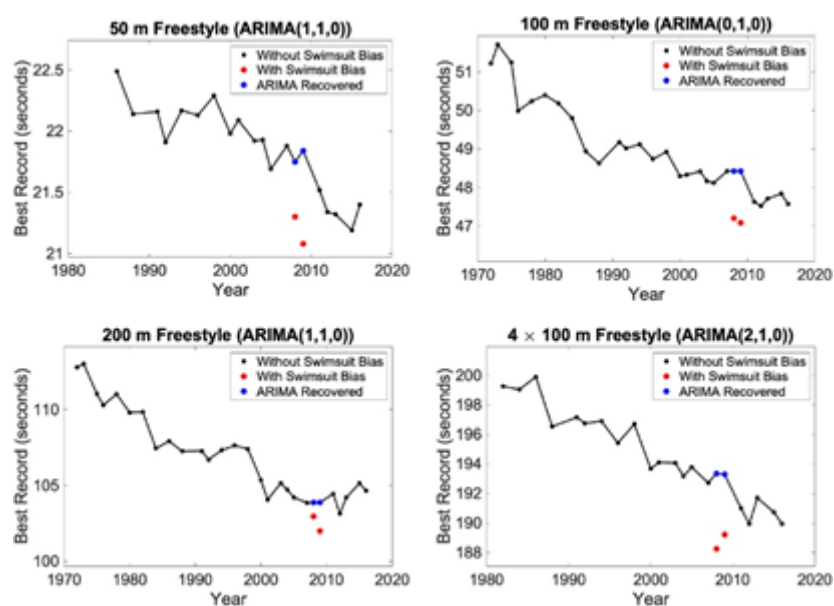 50 m Freestyle (ARIMA(1,1,0))
Without Swimsuit Bias
With Swimsuit Bias
ARIMA Recovered
Best Record (seconds)
22.5
22
21.5
21
1980 1990 2000 2010 2020
Year
100 m Freestyle (ARIMA(0,1,0))
Without Swimsuit Bias
With Swimsuit Bias
ARIMA Recovered
Best Record (seconds)
51
50
49
48
47
1970 1980 1990 2000 2010 2020
Year
200 m Freestyle (ARIMA(1,1,0))
Without Swimsuit Bias
With Swimsuit Bias
ARIMA Recovered
Best Record (seconds)
110
105
100
1970 1980 1990 2000 2010 2020
Year
4 × 100 m Freestyle (ARIMA(2,1,0))
Without Swimsuit Bias
With Swimsuit Bias
ARIMA Recovered
Best Record (seconds)
200
198
196
194
192
190
188
1980 1990 2000 2010 2020
Year